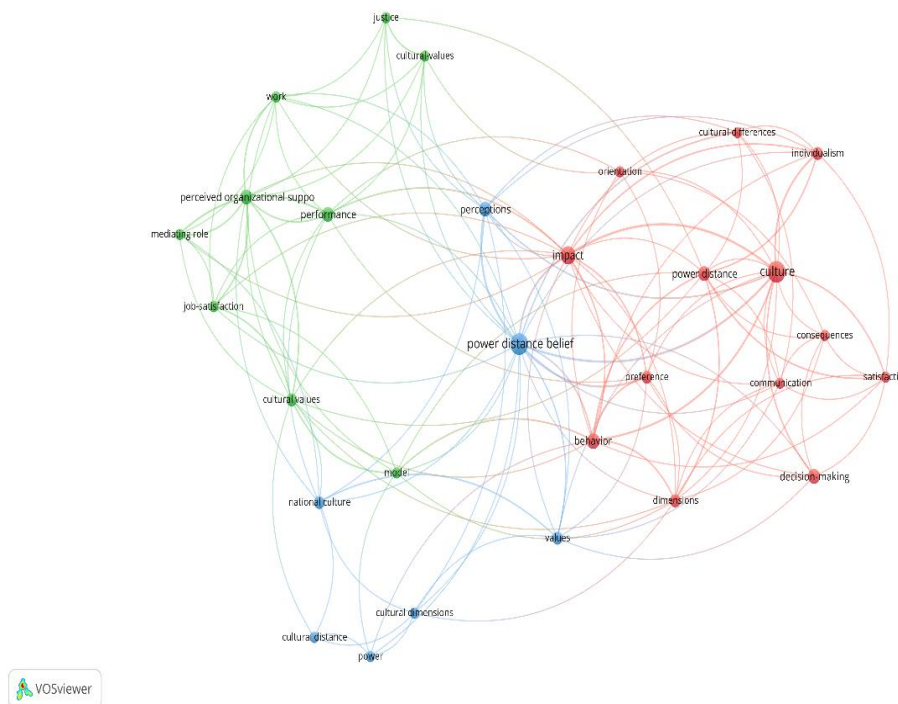 justice
cultural-values
work
cultural-differences
individualism
orientation
perceived organizational suppo
performance
perceptions
mediating role
impact
power distance
culture
job-satisfaction
consequences
power distance belief
preference
communication
satisfacti
cultural values
behavior
model
decision-making
national culture
dimensions
values
cultural dimensions
cultural distance
power
VOSviewer